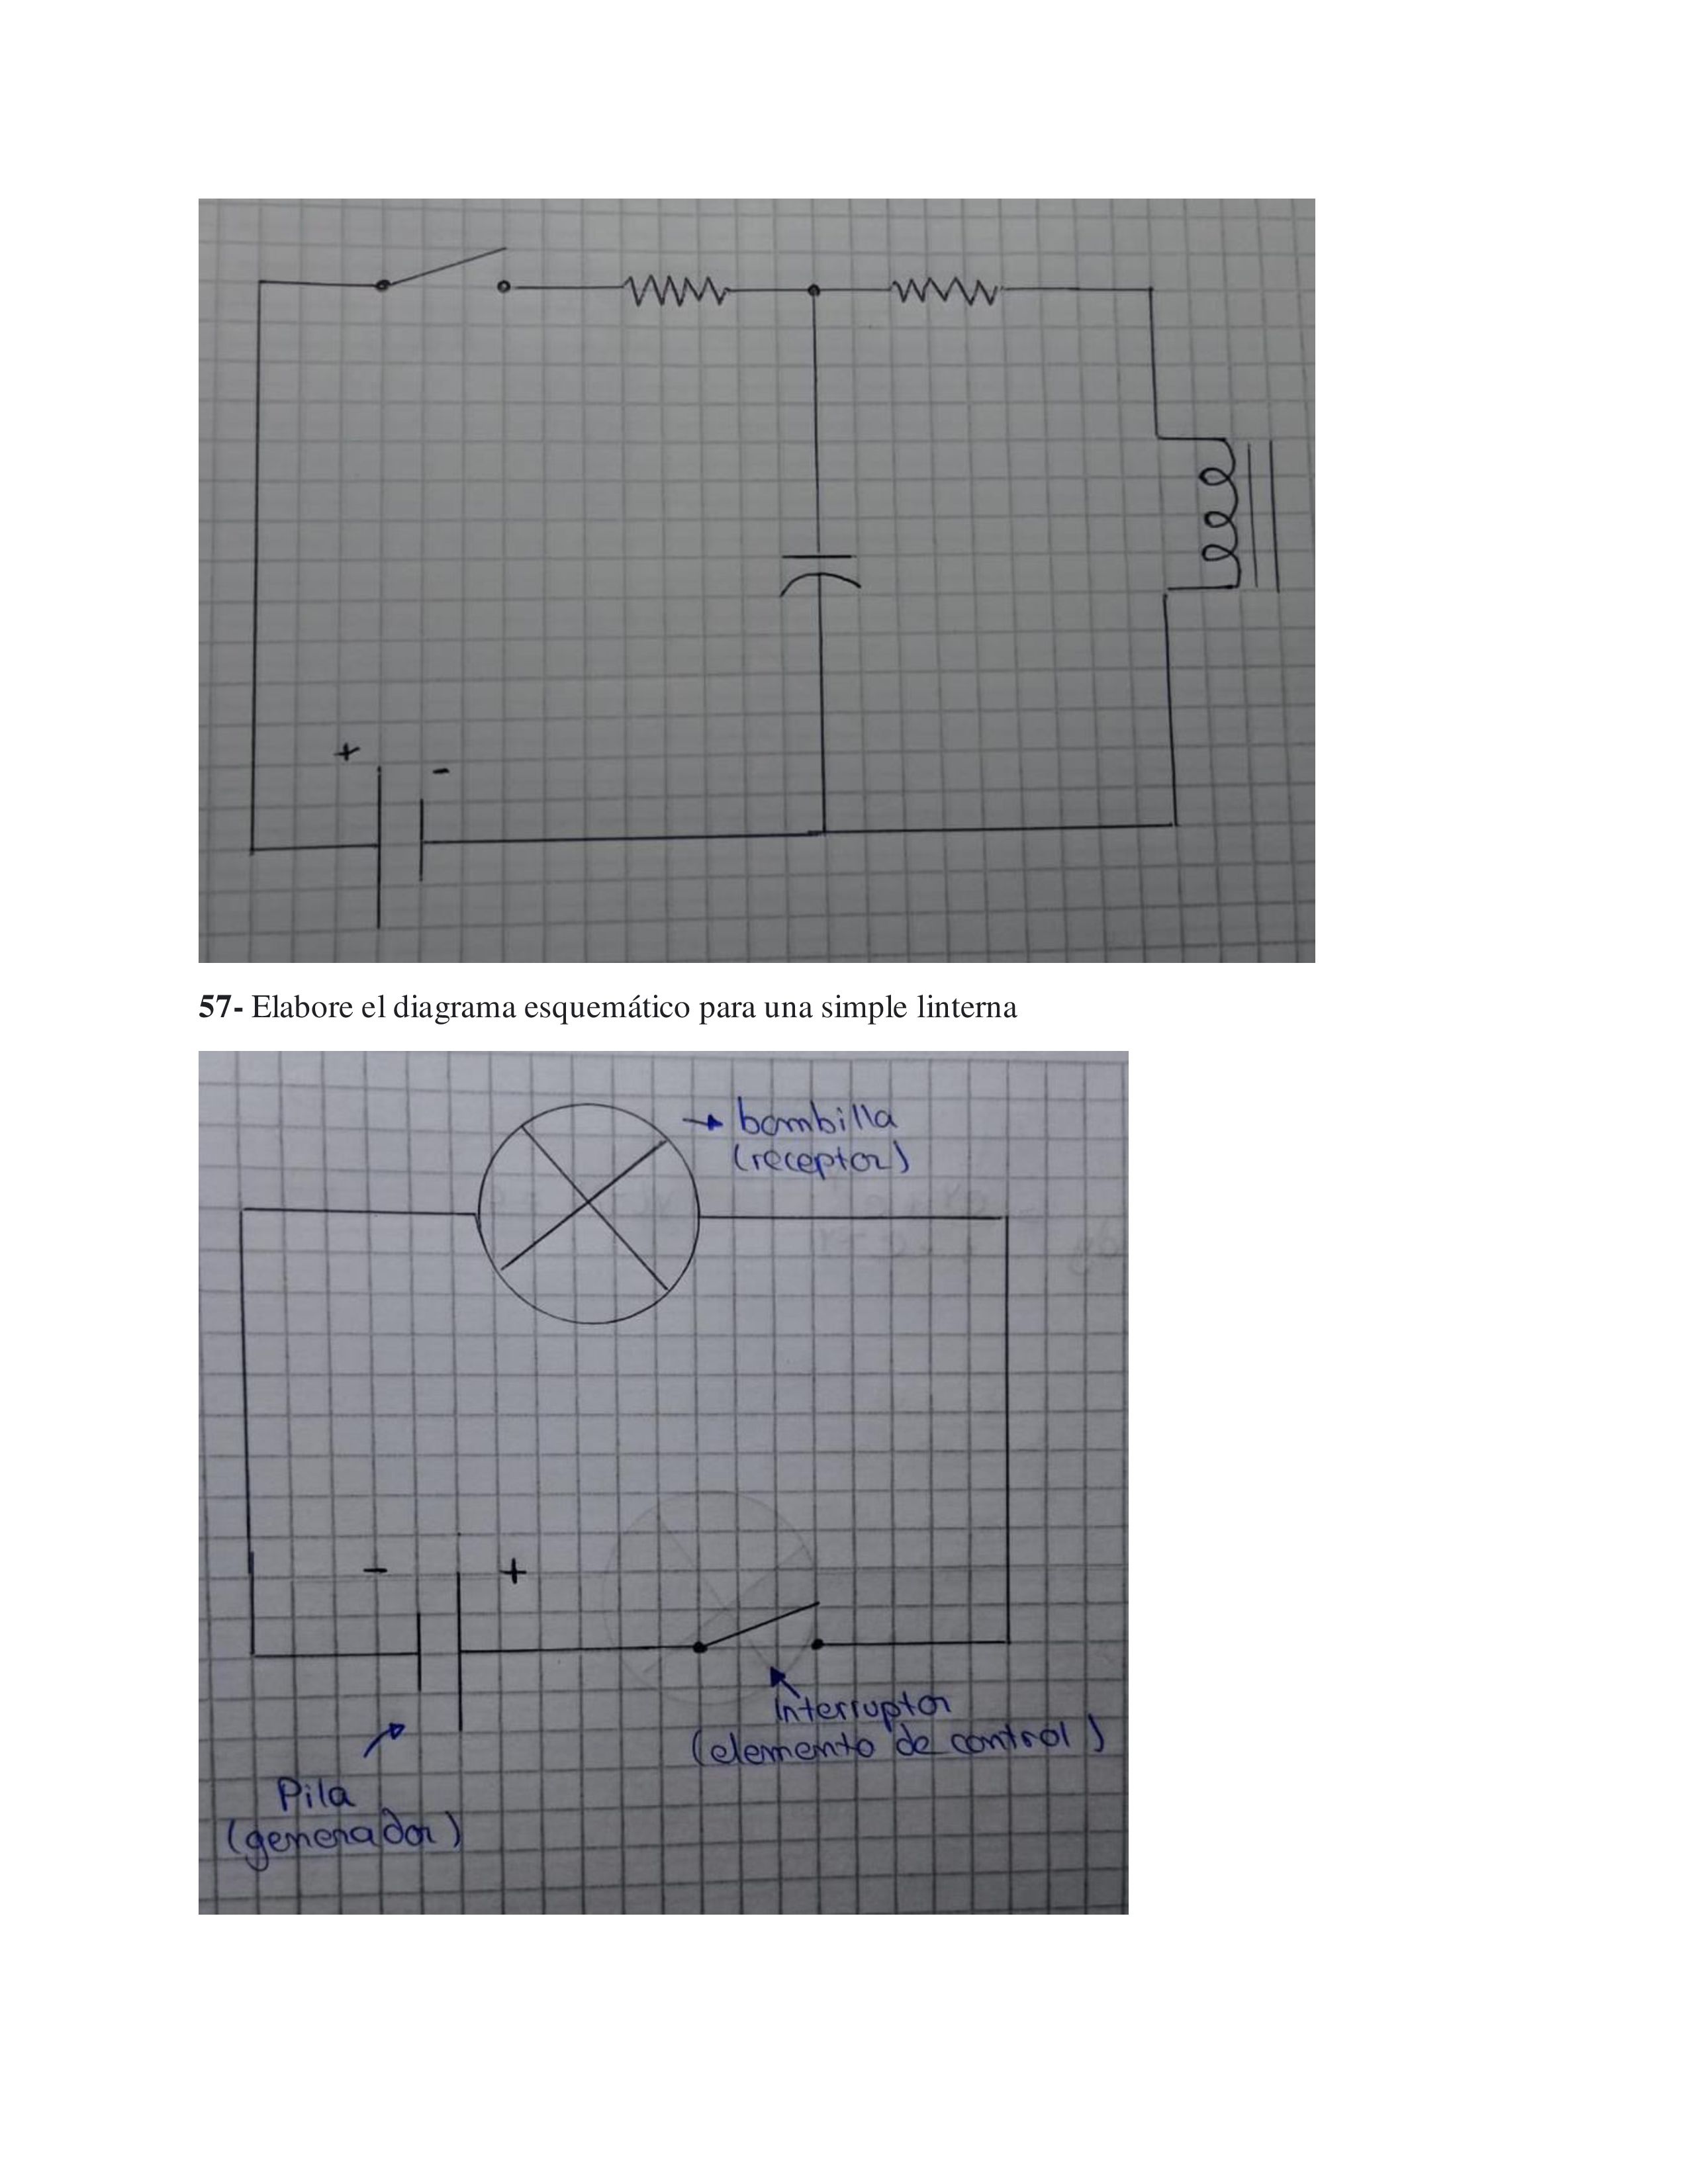 + -
57- Elabore el diagrama esquemático para una simple linterna
→ bombilla
(receptor)
- +
Interruptor
(elemento de control)
Pila
(generador)